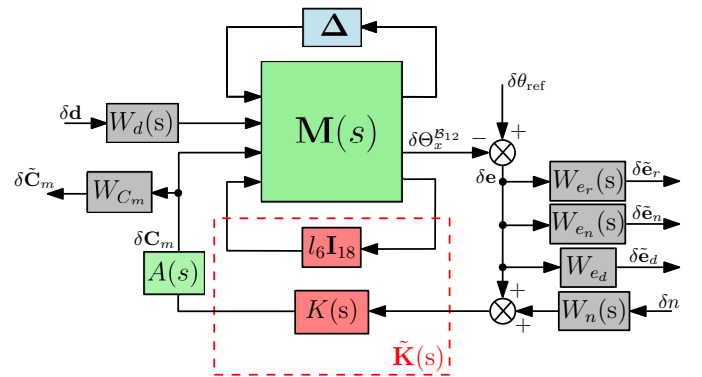 Δ
δd
W_d(s)
M(s)
δθ_ref
δΘ_x^{ℬ_12}
−
+
δC̃_m
W_{C_m}
δe
W_{e_r}(s)
δẽ_r
W_{e_n}(s)
δẽ_n
δC_m
A(s)
l_6 I_18
W_{e_d}
δẽ_d
K(s)
+
+
W_n(s)
δn
K̃(s)